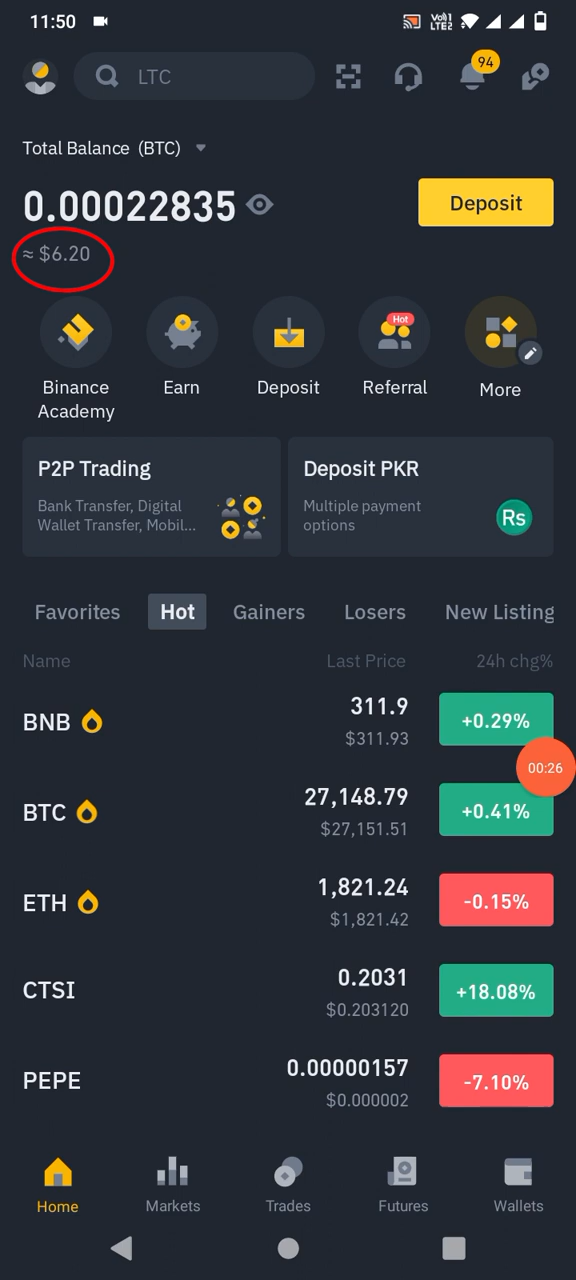 11:50
Vo)) 1
LTE2
LTC
94
Total Balance (BTC)
0.00022835
Deposit
≈ $6.20
Hot
Binance
Academy
Earn
Deposit
Referral
More
P2P Trading
Bank Transfer, Digital
Wallet Transfer, Mobil...
Deposit PKR
Multiple payment
options
Rs
Favorites Hot Gainers Losers New Listing
Name Last Price 24h chg%
BNB 311.9 +0.29%
$311.93
00:26
BTC 27,148.79 +0.41%
$27,151.51
ETH 1,821.24 -0.15%
$1,821.42
CTSI 0.2031 +18.08%
$0.203120
PEPE 0.00000157 -7.10%
$0.000002
Home Markets Trades Futures Wallets